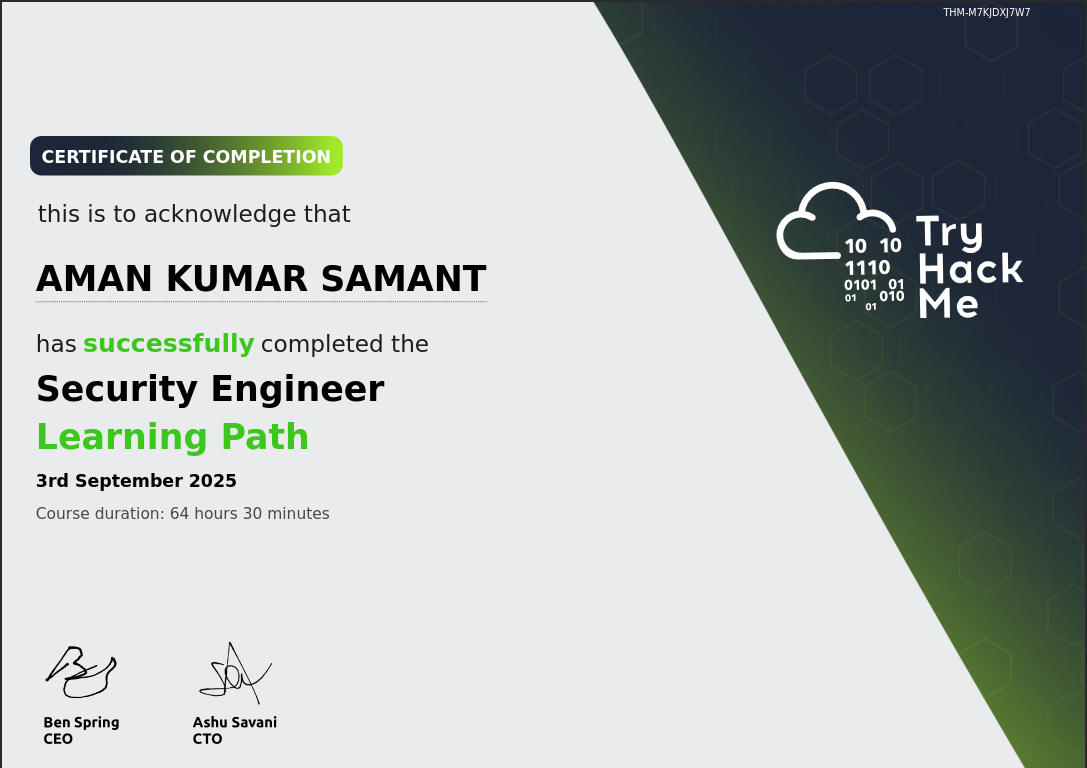 THM-M7KJDXJ7W7
CERTIFICATE OF COMPLETION
this is to acknowledge that
AMAN KUMAR SAMANT
has successfully completed the
Security Engineer
Learning Path
3rd September 2025
Course duration: 64 hours 30 minutes
10 10
1110
0101 01
01 010
01
Try
Hack
Me
Ben Spring
CEO
Ashu Savani
CTO